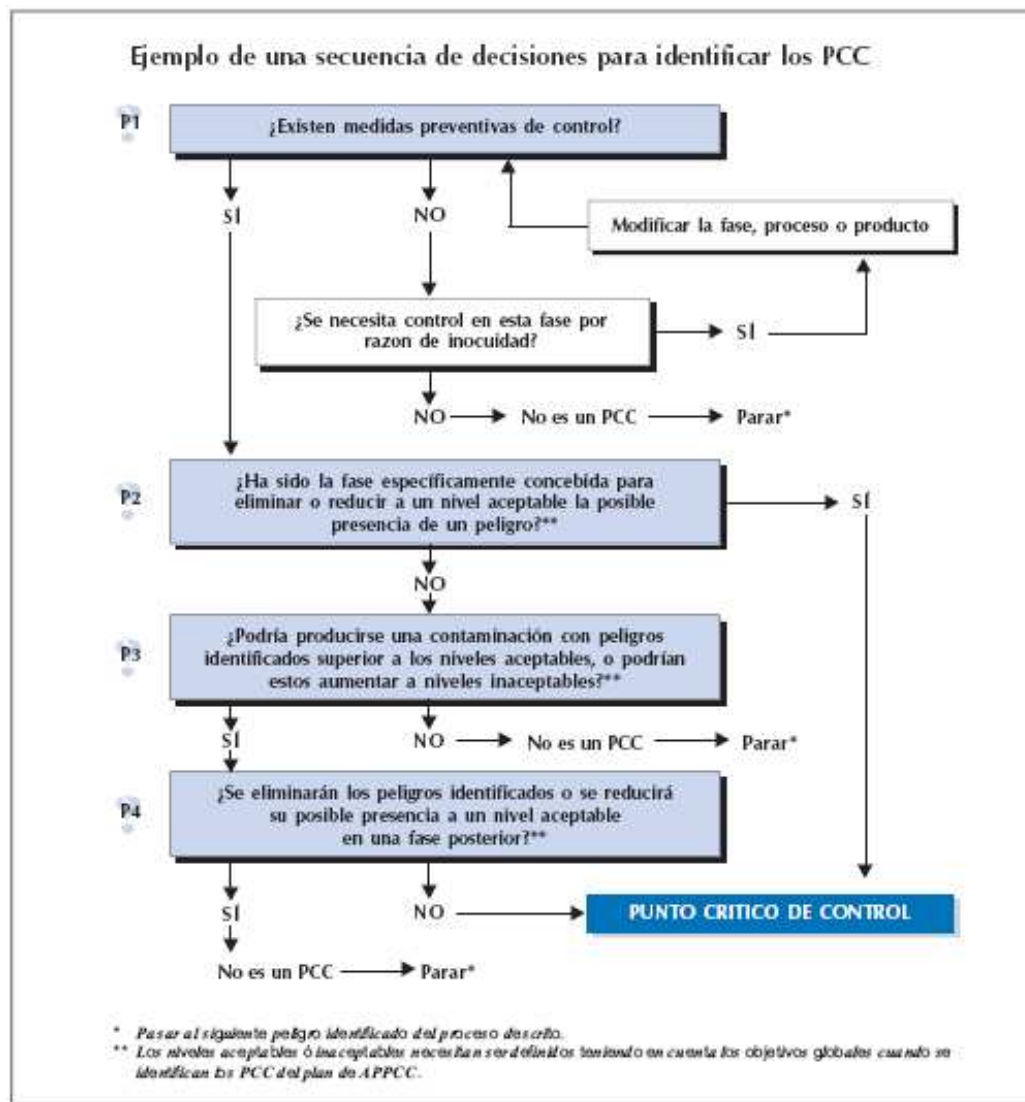 Ejemplo de una secuencia de decisiones para identificar los PCC
P1
¿Existen medidas preventivas de control?
SÍ
NO
Modificar la fase, proceso o producto
¿Se necesita control en esta fase por
razon de inocuidad?
SÍ
NO
No es un PCC
Parar*
P2
¿Ha sido la fase específicamente concebida para
eliminar o reducir a un nivel aceptable la posible
presencia de un peligro?**
SÍ
NO
P3
¿Podría producirse una contaminación con peligros
identificados superior a los niveles aceptables, o podrían
estos aumentar a niveles inaceptables?**
SÍ
NO
No es un PCC
Parar*
P4
¿Se eliminarán los peligros identificados o se reducirá
su posible presencia a un nivel aceptable
en una fase posterior?**
SÍ
NO
PUNTO CRITICO DE CONTROL
No es un PCC
Parar*
* Pasar al siguiente peligro identificado del proceso descrito.
** Los niveles aceptables ó inaceptables necesitan ser definidos teniendo en cuenta los objetivos globales cuando se
identifican los PCC del plan de APPCC.